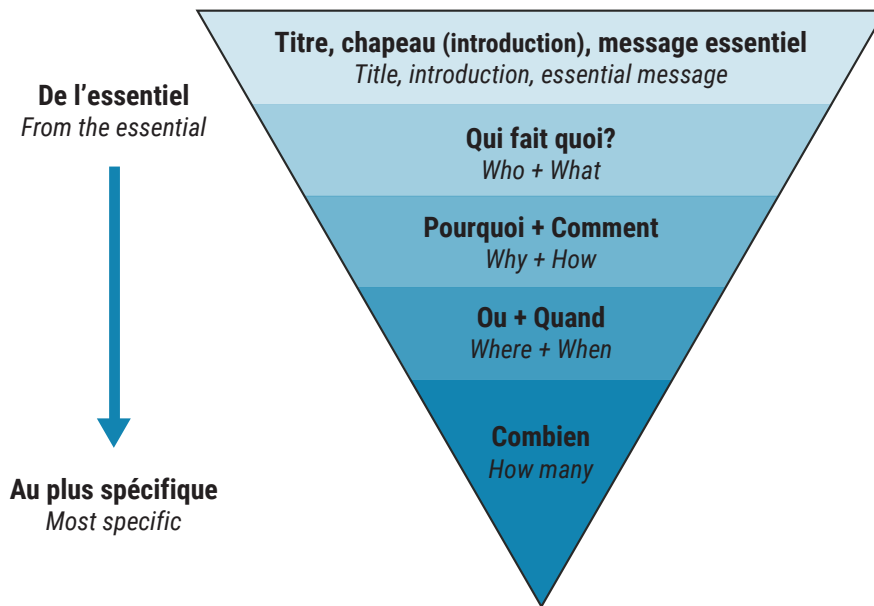 Titre, chapeau (introduction), message essentiel
Title, introduction, essential message
De l'essentiel
From the essential
Qui fait quoi?
Who + What
Pourquoi + Comment
Why + How
Ou + Quand
Where + When
Combien
How many
Au plus spécifique
Most specific